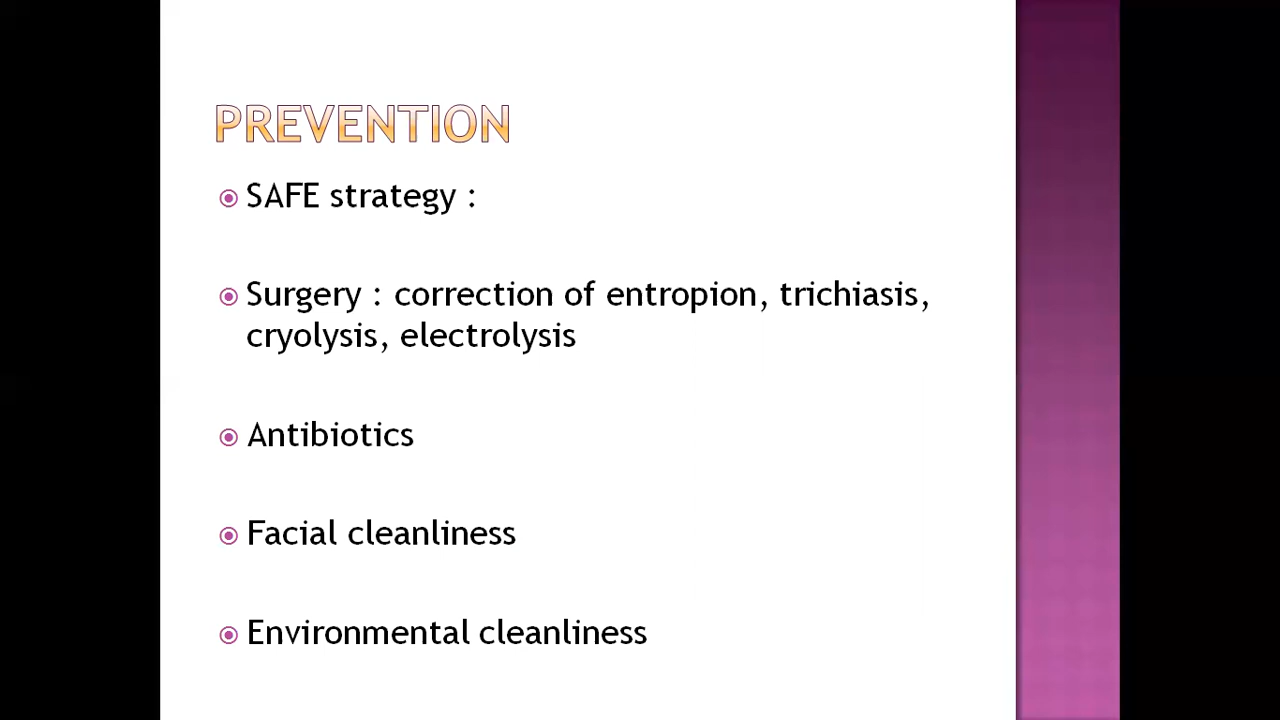 PREVENTION
SAFE strategy :
Surgery : correction of entropion, trichiasis,
cryolysis, electrolysis
Antibiotics
Facial cleanliness
Environmental cleanliness